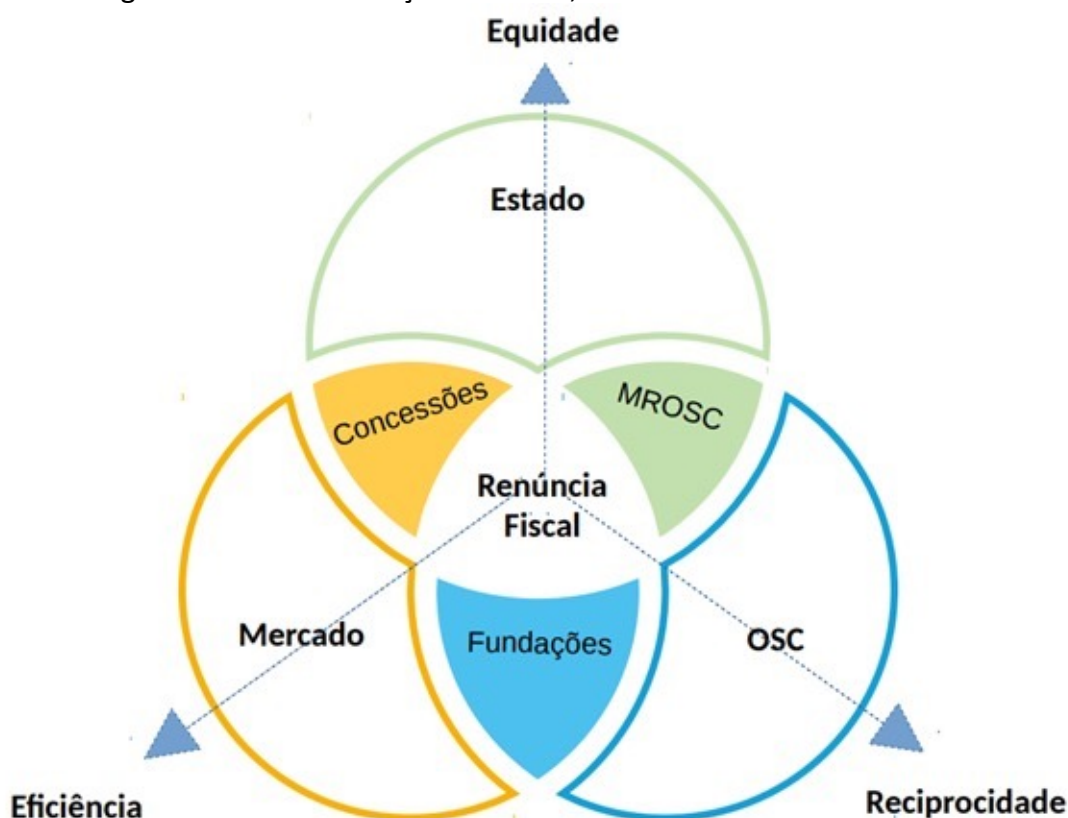 Equidade
Estado
Concessões
MROSC
Renúncia
Fiscal
Mercado
Fundações
OSC
Eficiência
Reciprocidade